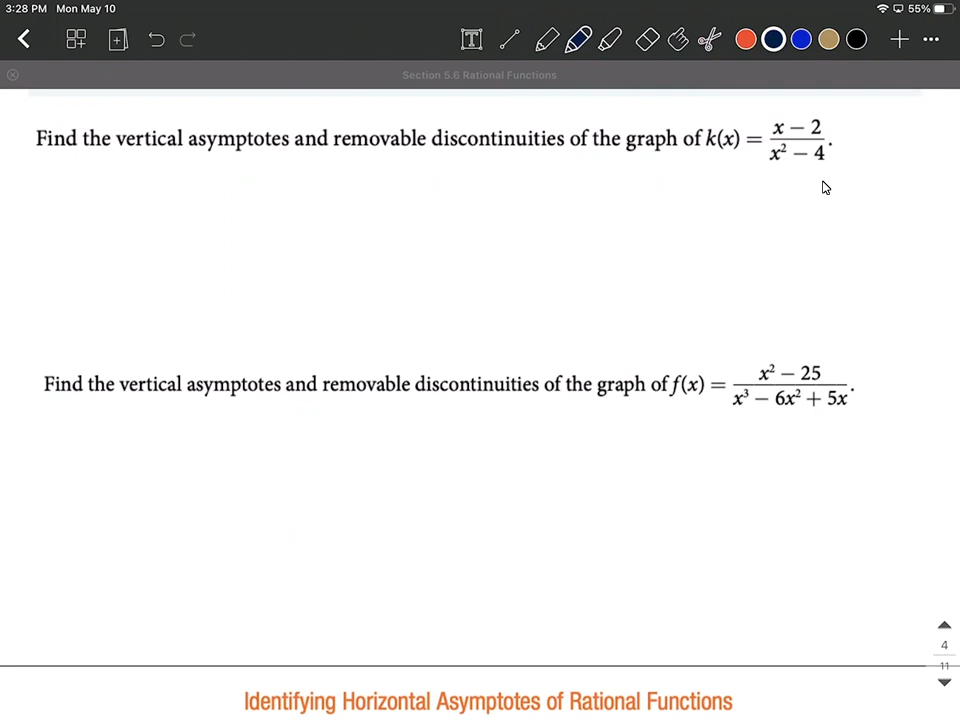 3:28 PM Mon May 10 55%
Section 5.6 Rational Functions
Find the vertical asymptotes and removable discontinuities of the graph of k(x) = (x − 2)/(x² − 4).
Find the vertical asymptotes and removable discontinuities of the graph of f(x) = (x² − 25)/(x³ − 6x² + 5x).
4
11
Identifying Horizontal Asymptotes of Rational Functions